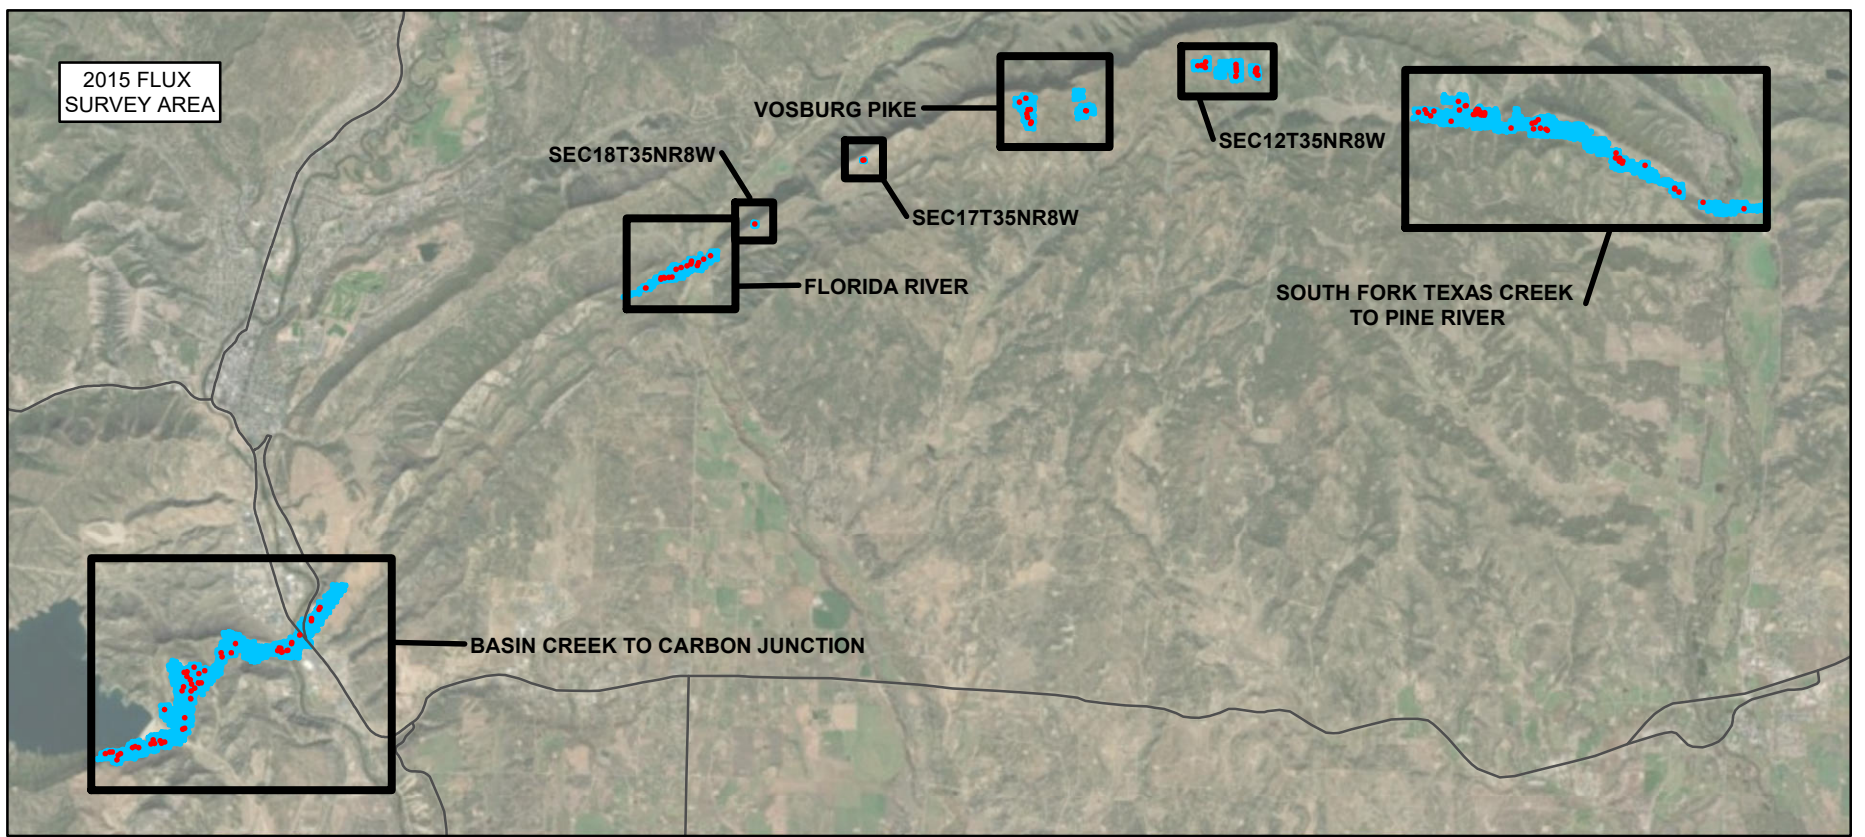 2015 FLUX
SURVEY AREA
VOSBURG PIKE
SEC12T35NR8W
SEC18T35NR8W
SEC17T35NR8W
FLORIDA RIVER
SOUTH FORK TEXAS CREEK
TO PINE RIVER
BASIN CREEK TO CARBON JUNCTION